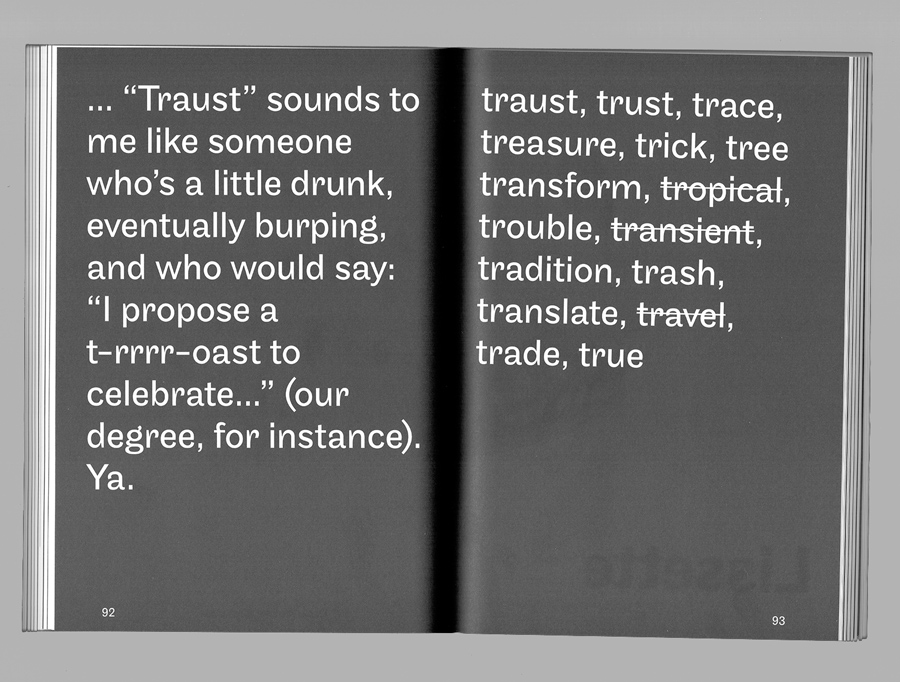 ... “Traust” sounds to
me like someone
who’s a little drunk,
eventually burping,
and who would say:
“I propose a
t-rrrr-oast to
celebrate...” (our
degree, for instance).
Ya.
92
traust, trust, trace,
treasure, trick, tree
transform, tropical,
trouble, transient,
tradition, trash,
translate, travel,
trade, true
Lissette
93